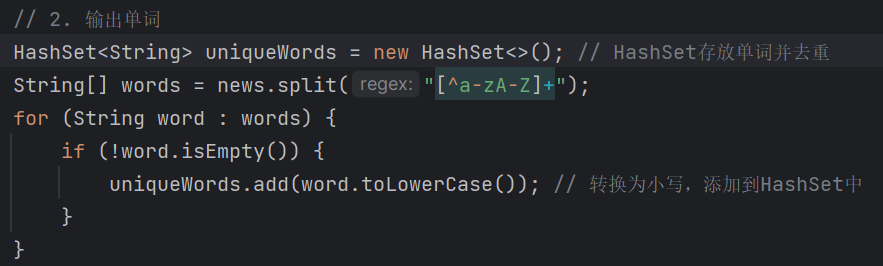 // 2. 输出单词
HashSet<String> uniqueWords = new HashSet<>(); // HashSet存放单词并去重
String[] words = news.split( regex: "[^a-zA-Z]+");
for (String word : words) {
    if (!word.isEmpty()) {
        uniqueWords.add(word.toLowerCase()); // 转换为小写，添加到HashSet中
    }
}